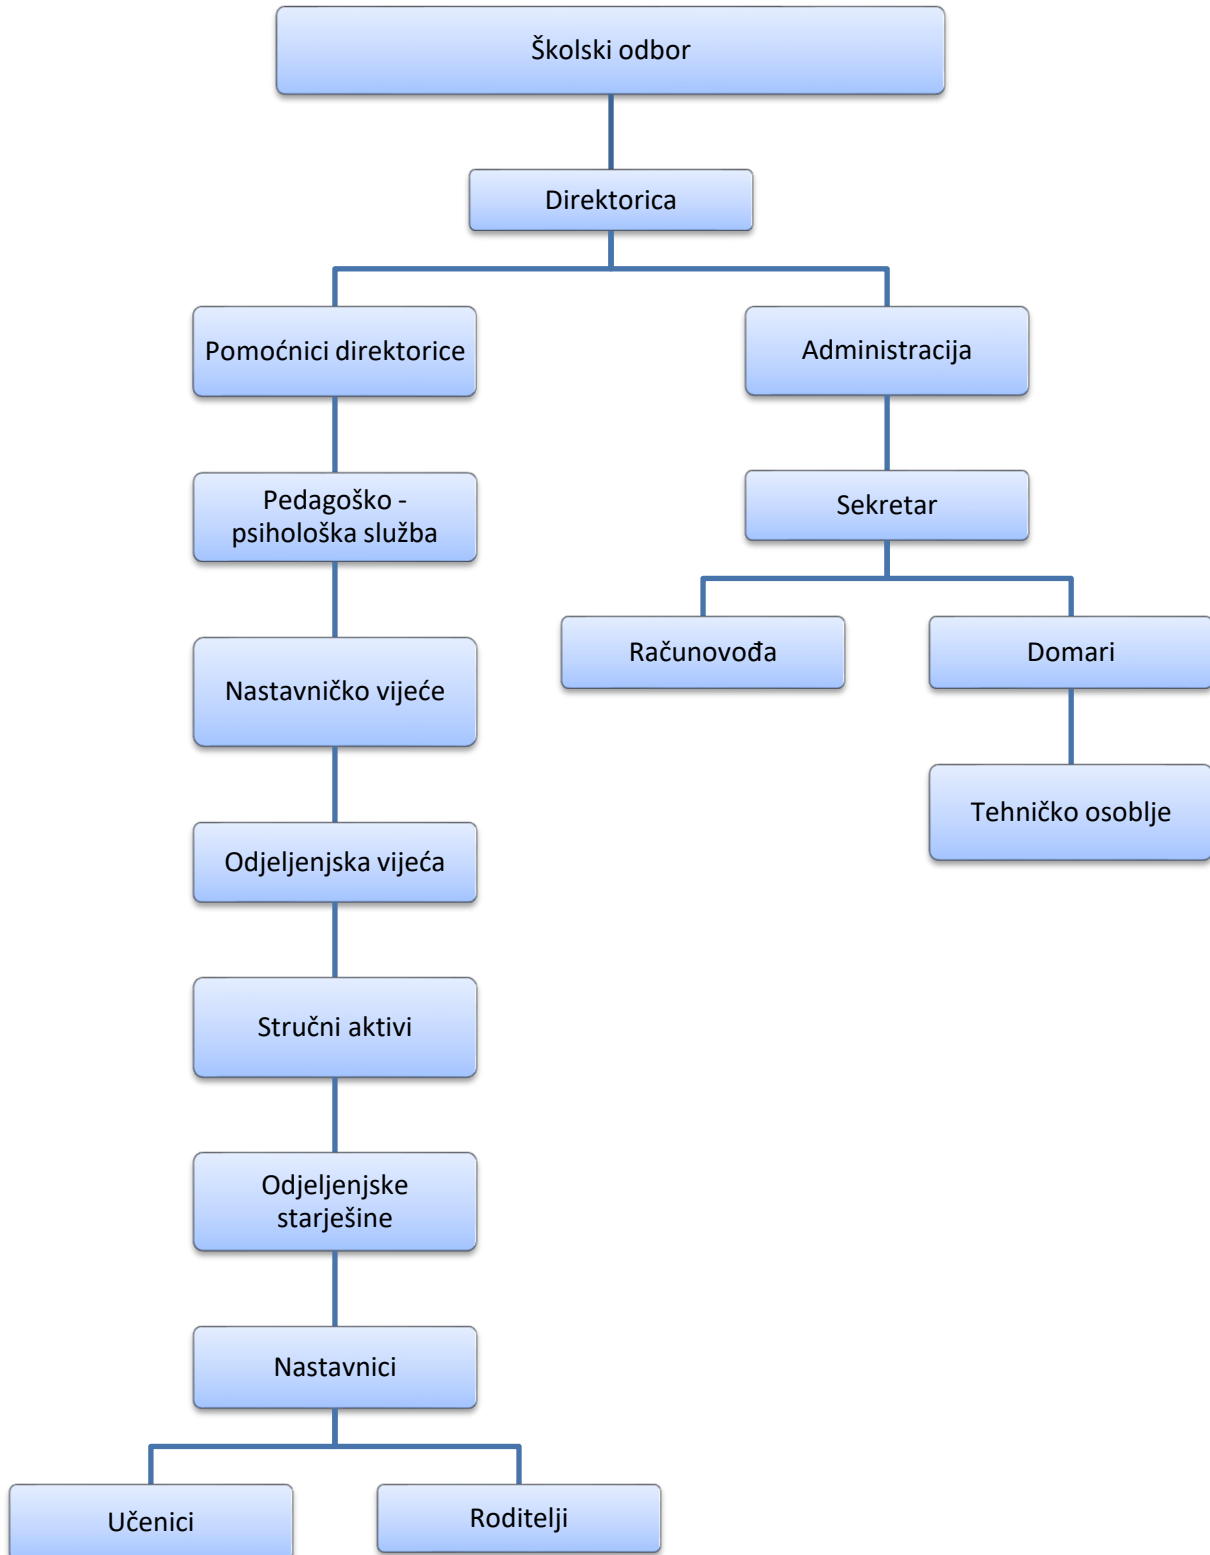 Školski odbor
Direktorica
Pomoćnici direktorice
Administracija
Pedagoško -
psihološka služba
Sekretar
Računovođa
Domari
Nastavničko vijeće
Tehničko osoblje
Odjeljenjska vijeća
Stručni aktivi
Odjeljenjske
starješine
Nastavnici
Učenici
Roditelji